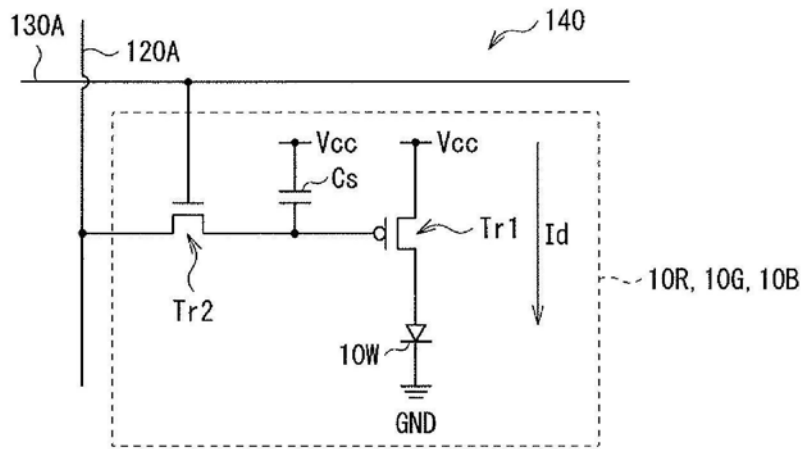 130A
120A
140
Vcc
Vcc
Cs
Tr1
Id
Tr2
10R, 10G, 10B
10W
GND